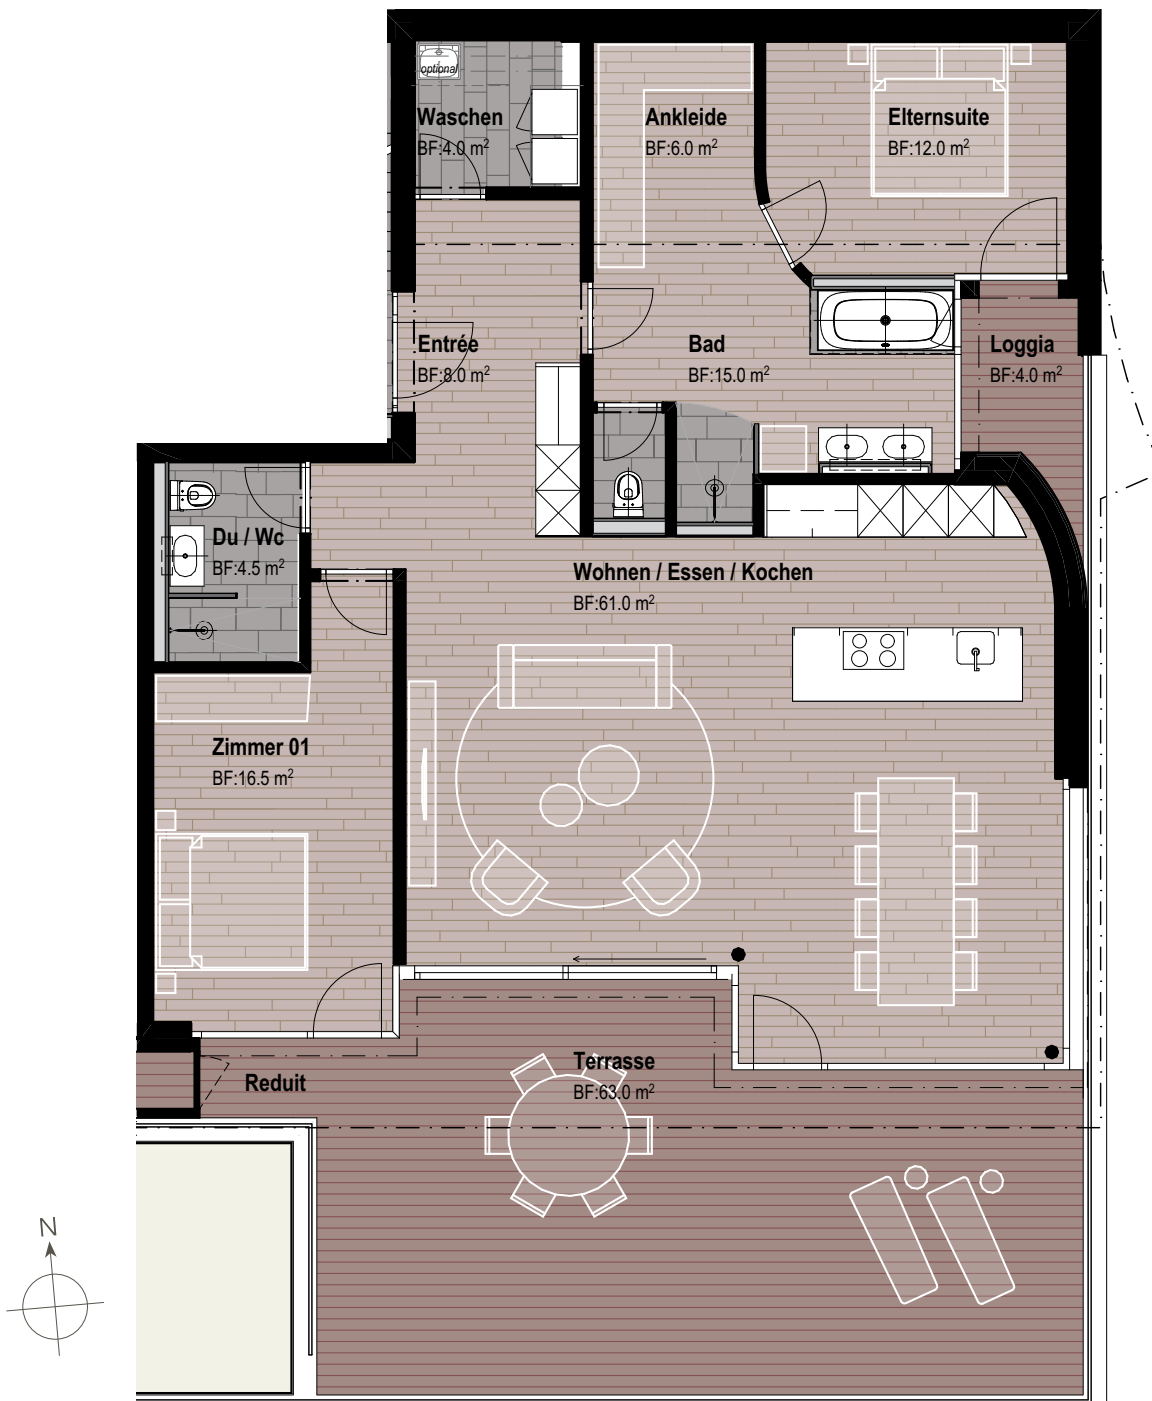 optional
Waschen
BF:4.0 m²
Ankleide
BF:6.0 m²
Elternsuite
BF:12.0 m²
Entrée
BF:8.0 m²
Bad
BF:15.0 m²
Loggia
BF:4.0 m²
Du / Wc
BF:4.5 m²
Wohnen / Essen / Kochen
BF:61.0 m²
Zimmer 01
BF:16.5 m²
Terrasse
BF:63.0 m²
Reduit
N